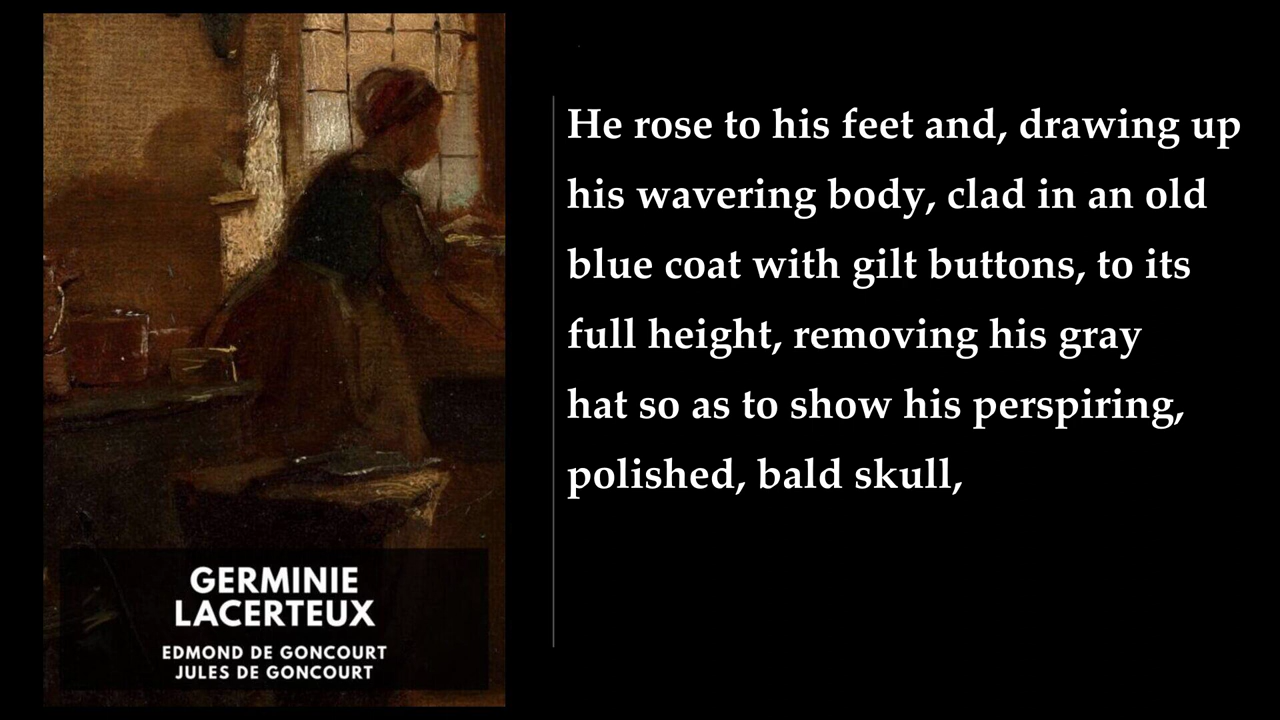 He rose to his feet and, drawing up
his wavering body, clad in an old
blue coat with gilt buttons, to its
full height, removing his gray
hat so as to show his perspiring,
polished, bald skull,
GERMINIE
LACERTEUX
EDMOND DE GONCOURT
JULES DE GONCOURT